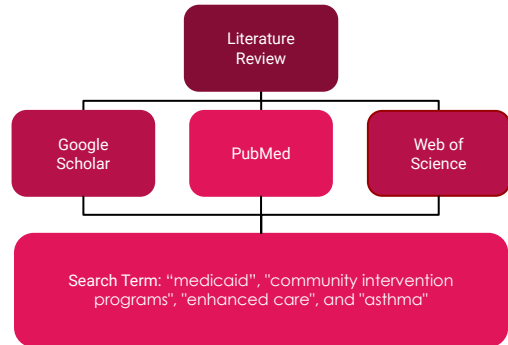 Literature
Review
Google
Scholar
PubMed
Web of
Science
Search Term: “medicaid”, "community intervention
programs", "enhanced care", and "asthma"